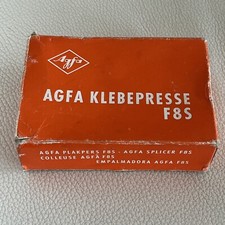 Agfa
AGFA KLEBEPRESSE
F8S
AGFA PLAKPERS F8S - AGFA SPLICER F8S
COLLEUSE AGFA F8S
EMPALMADORA AGFA F8S